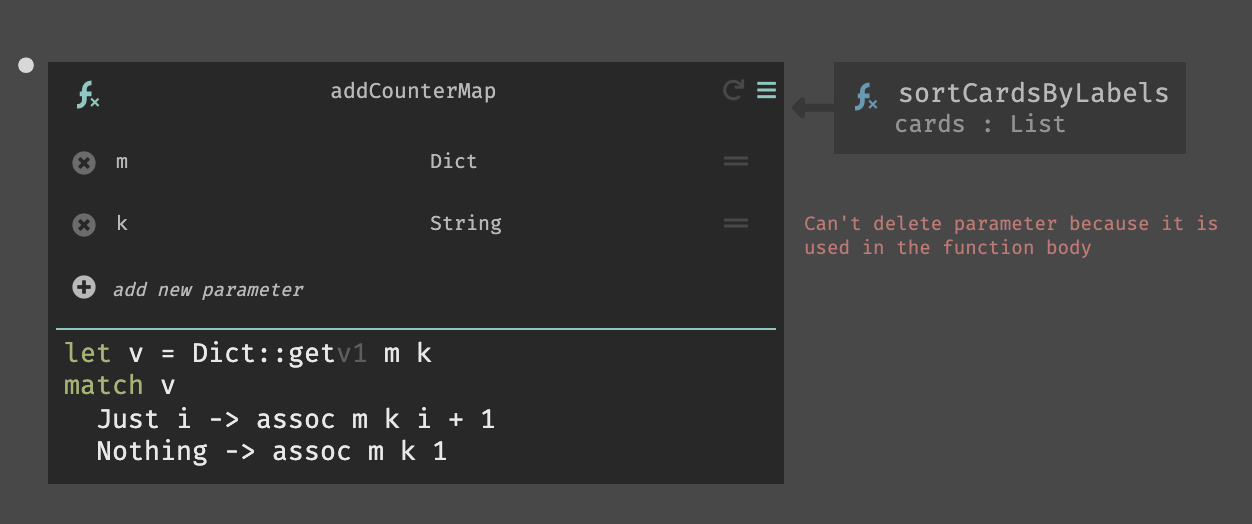 addCounterMap
m Dict
k String
add new parameter
let v = Dict::getv1 m k
match v
  Just i -> assoc m k i + 1
  Nothing -> assoc m k 1
sortCardsByLabels
cards : List
Can't delete parameter because it is
used in the function body